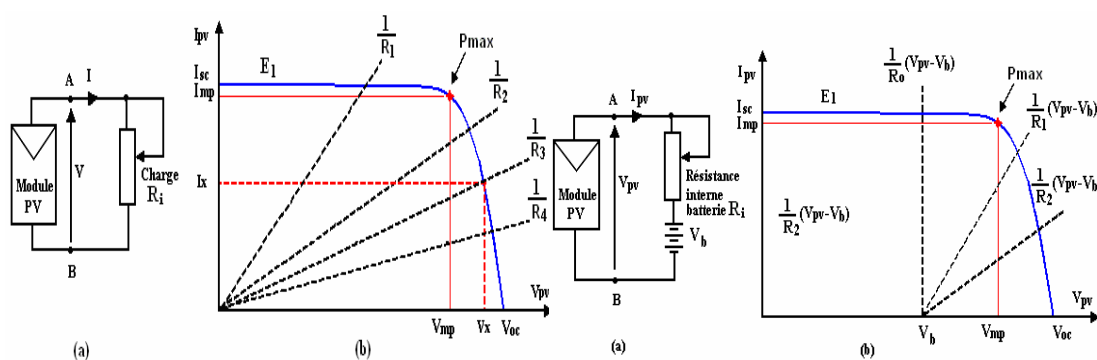 A
I
Module
PV
V
Charge
Ri
B
(a)
Ipv
Isc
Imp
E1
1/R1
Pmax
1/R2
1/R3
1/R4
Ix
Vpv
Vmp
Vx
Voc
(b)
A
Ipv
Module
PV
Vpv
Résistance
interne
batterie Ri
Vb
B
(a)
Ipv
Isc
Imp
E1
1/Ro (Vpv-Vb)
Pmax
1/R1 (Vpv-Vb)
1/R2 (Vpv-Vb
1/R2 (Vpv-Vb)
Vpv
Vb
Vmp
Voc
(b)